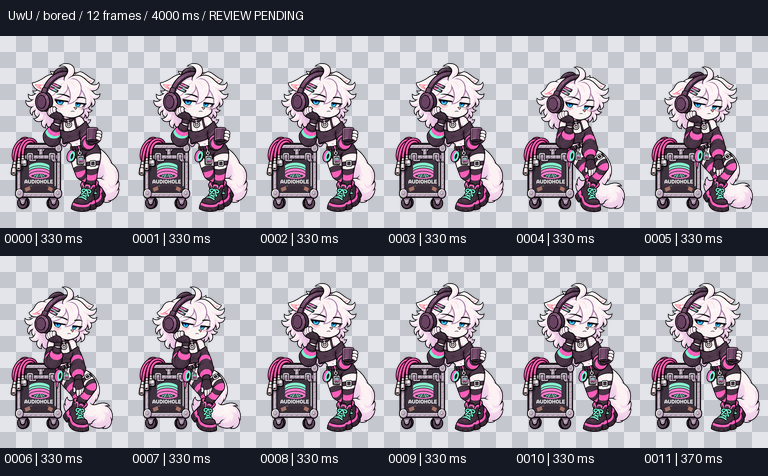 UwU / bored / 12 frames / 4000 ms / REVIEW PENDING
AUDIOHOLE AUDIOHOLE AUDIOHOLE AUDIOHOLE AUDIOHOLE AUDIOHOLE
0000 | 330 ms 0001 | 330 ms 0002 | 330 ms 0003 | 330 ms 0004 | 330 ms 0005 | 330 ms
AUDIOHOLE AUDIOHOLE AUDIOHOLE AUDIOHOLE AUDIOHOLE AUDIOHOLE
0006 | 330 ms 0007 | 330 ms 0008 | 330 ms 0009 | 330 ms 0010 | 330 ms 0011 | 370 ms